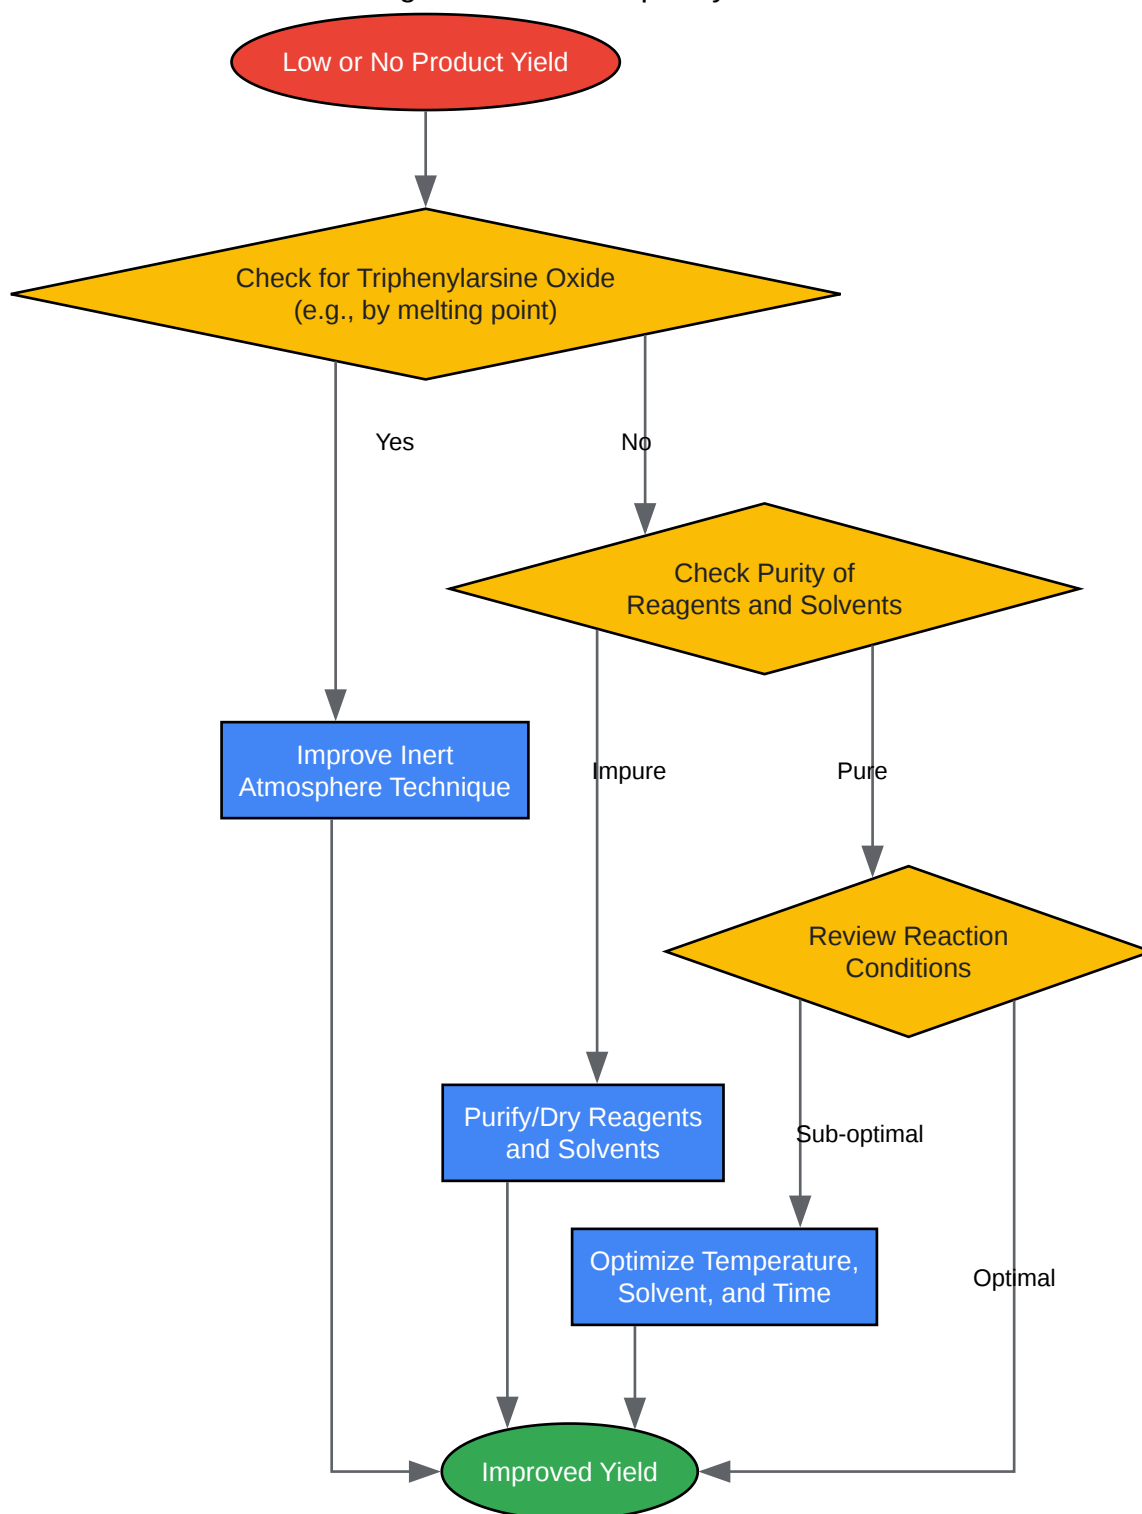 Low or No Product Yield
Check for Triphenylarsine Oxide
(e.g., by melting point)
Yes
No
Check Purity of
Reagents and Solvents
Improve Inert
Atmosphere Technique
Impure
Pure
Review Reaction
Conditions
Purify/Dry Reagents
and Solvents
Sub-optimal
Optimize Temperature,
Solvent, and Time
Optimal
Improved Yield